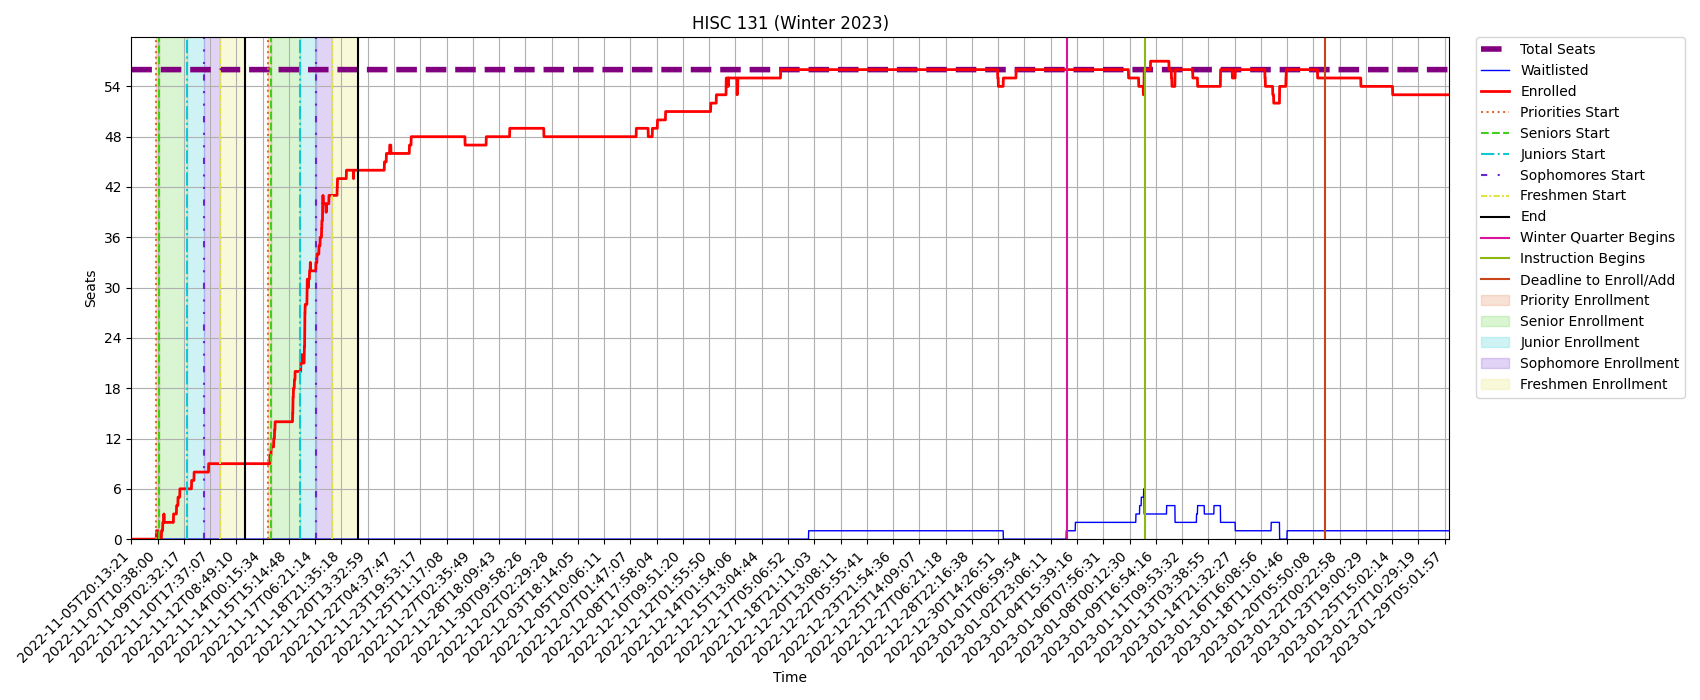 HISC 131 (Winter 2023)
Total Seats
Waitlisted
Enrolled
Priorities Start
Seniors Start
Juniors Start
Sophomores Start
Freshmen Start
End
Winter Quarter Begins
Instruction Begins
Deadline to Enroll/Add
Priority Enrollment
Senior Enrollment
Junior Enrollment
Sophomore Enrollment
Freshmen Enrollment
Seats
54
48
42
36
30
24
18
12
6
0
2022-11-05T20:13:21
2022-11-07T10:38:00
2022-11-09T02:32:17
2022-11-10T17:37:07
2022-11-12T08:49:10
2022-11-14T00:15:34
2022-11-15T15:14:48
2022-11-17T06:21:14
2022-11-18T21:35:18
2022-11-20T13:32:59
2022-11-22T04:37:47
2022-11-23T19:53:17
2022-11-25T11:17:08
2022-11-27T02:35:49
2022-11-28T18:09:43
2022-11-30T09:58:26
2022-12-02T02:29:28
2022-12-03T18:14:05
2022-12-05T10:06:11
2022-12-07T01:47:07
2022-12-08T17:58:04
2022-12-10T09:51:20
2022-12-12T01:55:50
2022-12-14T01:54:06
2022-12-15T13:04:44
2022-12-17T05:06:52
2022-12-18T21:11:03
2022-12-20T13:08:11
2022-12-22T05:55:41
2022-12-23T21:54:36
2022-12-25T14:09:07
2022-12-27T06:21:18
2022-12-28T22:16:38
2022-12-30T14:26:51
2023-01-01T06:59:54
2023-01-02T23:06:11
2023-01-04T15:39:16
2023-01-06T07:56:31
2023-01-08T00:12:30
2023-01-09T16:54:16
2023-01-11T09:53:32
2023-01-13T03:38:55
2023-01-14T21:32:27
2023-01-16T16:08:56
2023-01-18T11:01:46
2023-01-20T05:50:08
2023-01-22T00:22:58
2023-01-23T19:00:29
2023-01-25T15:02:14
2023-01-27T10:29:19
2023-01-29T05:01:57
Time